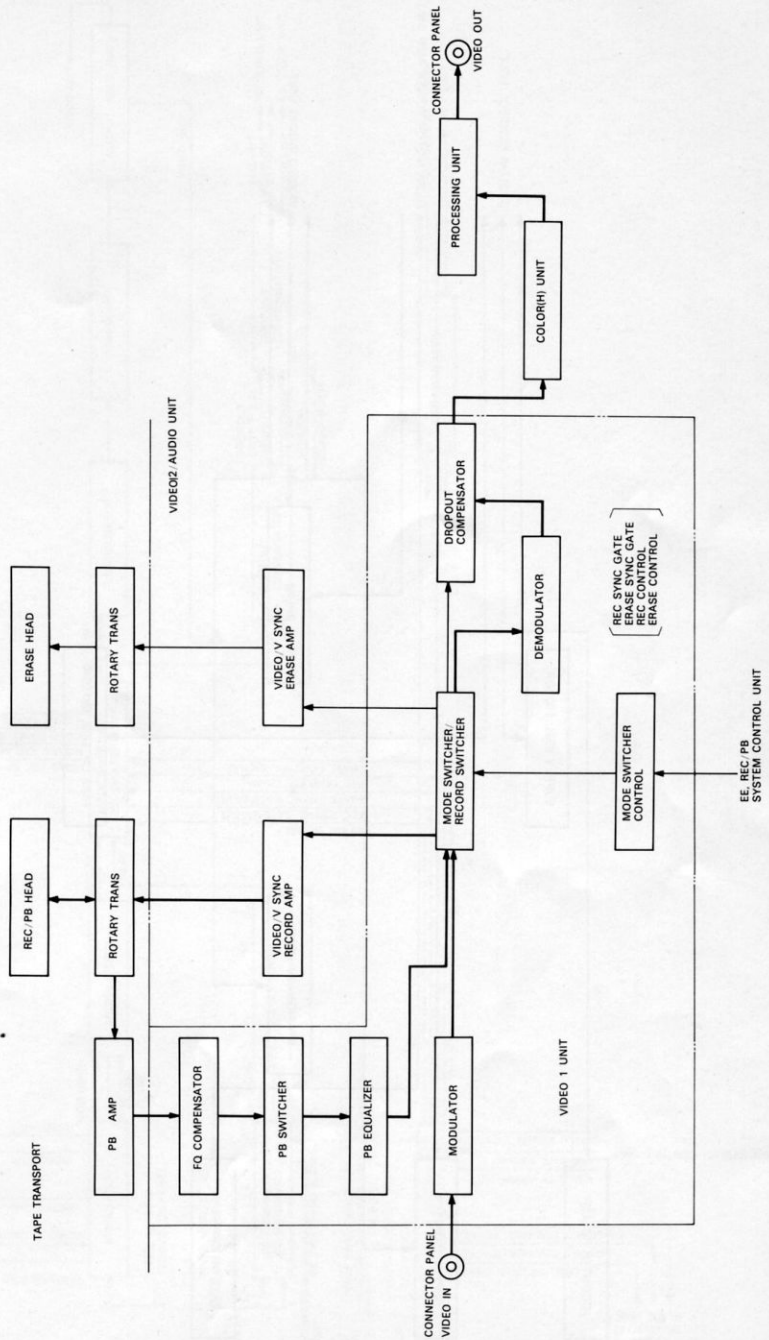 TAPE TRANSPORT
PB AMP
REC/PB HEAD
ROTARY TRANS
ERASE HEAD
ROTARY TRANS
VIDEO(2/AUDIO UNIT
FQ COMPENSATOR
PB SWITCHER
PB EQUALIZER
VIDEO/V SYNC
RECORD AMP
VIDEO/V SYNC
ERASE AMP
CONNECTOR PANEL
VIDEO IN
MODULATOR
MODE SWITCHER/
RECORD SWITCHER
DROPOUT
COMPENSATOR
DEMODULATOR
COLOR(H) UNIT
PROCESSING UNIT
CONNECTOR PANEL
VIDEO OUT
VIDEO 1 UNIT
MODE SWITCHER
CONTROL
REC SYNC GATE
ERASE SYNC GATE
REC CONTROL
ERASE CONTROL
EE, REC/PB
SYSTEM CONTROL UNIT